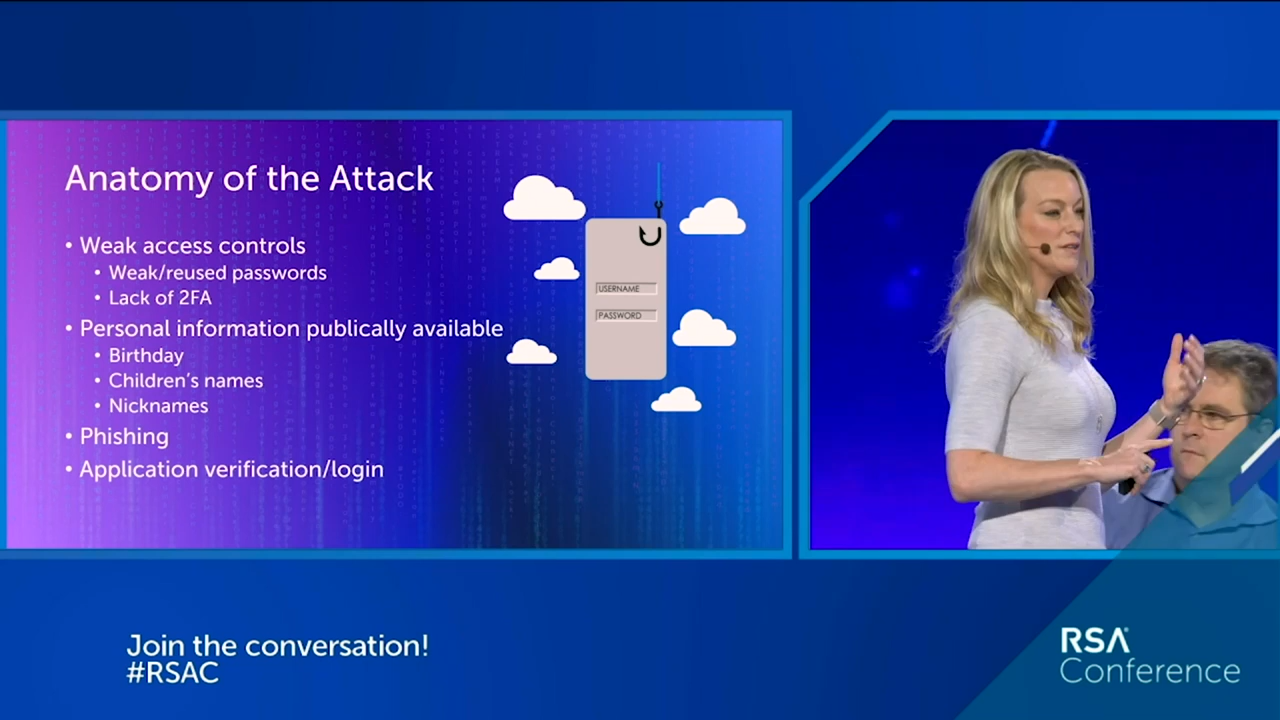 Anatomy of the Attack
• Weak access controls
• Weak/reused passwords
• Lack of 2FA
• Personal information publically available
• Birthday
• Children's names
• Nicknames
• Phishing
• Application verification/login
USERNAME
PASSWORD
Join the conversation!
#RSAC
RSA
Conference